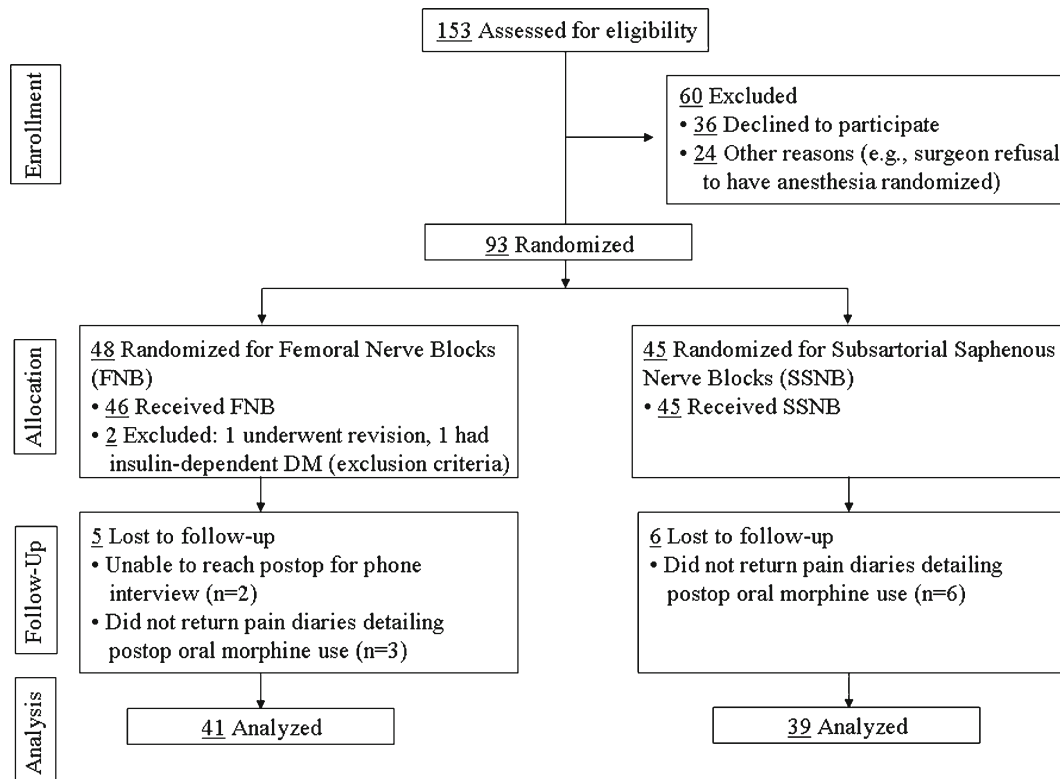 153 Assessed for eligibility
Enrollment
60 Excluded
• 36 Declined to participate
• 24 Other reasons (e.g., surgeon refusal
to have anesthesia randomized)
93 Randomized
Allocation
48 Randomized for Femoral Nerve Blocks
(FNB)
• 46 Received FNB
• 2 Excluded: 1 underwent revision, 1 had
insulin-dependent DM (exclusion criteria)
45 Randomized for Subsartorial Saphenous
Nerve Blocks (SSNB)
• 45 Received SSNB
Follow-Up
5 Lost to follow-up
• Unable to reach postop for phone
interview (n=2)
• Did not return pain diaries detailing
postop oral morphine use (n=3)
6 Lost to follow-up
• Did not return pain diaries detailing
postop oral morphine use (n=6)
Analysis
41 Analyzed
39 Analyzed